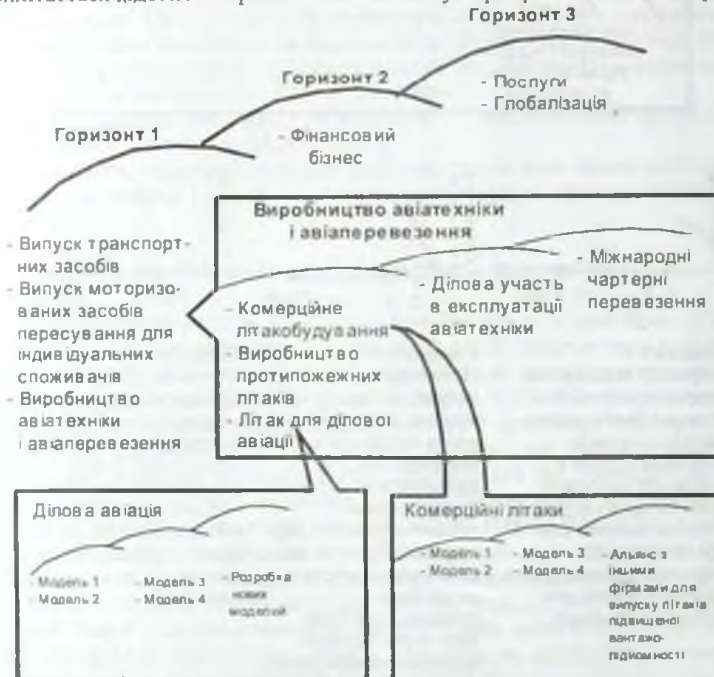 Горизонт 3
Горизонт 2
- Послуги
- Глобалізація
Горизонт 1
- Фінансовий
бізнес
- Випуск транспорт-
них засобів
- Випуск моторизо-
ваних засобів
пересування для
індивідуальних
споживачів
- Виробництво
авіатехніки
і авіаперевезення
Виробництво авіатехніки
і авіаперевезення
- Комерційне
літакобудування
- Виробництво
протипожежних
літаків
- Літак для ділової
авіації
- Ділова участь
в експлуатації
авіатехніки
- Міжнародні
чартерні
перевезення
Ділова авіація
- Модель 1
- Модель 2
- Модель 3
- Модель 4
- Розробка
нових
моделей
Комерційні літаки
- Модель 1
- Модель 2
- Модель 3
- Модель 4
- Альянс з
іншими
фірмами для
випуску літаків
підвищеної
вантажо-
підйомності